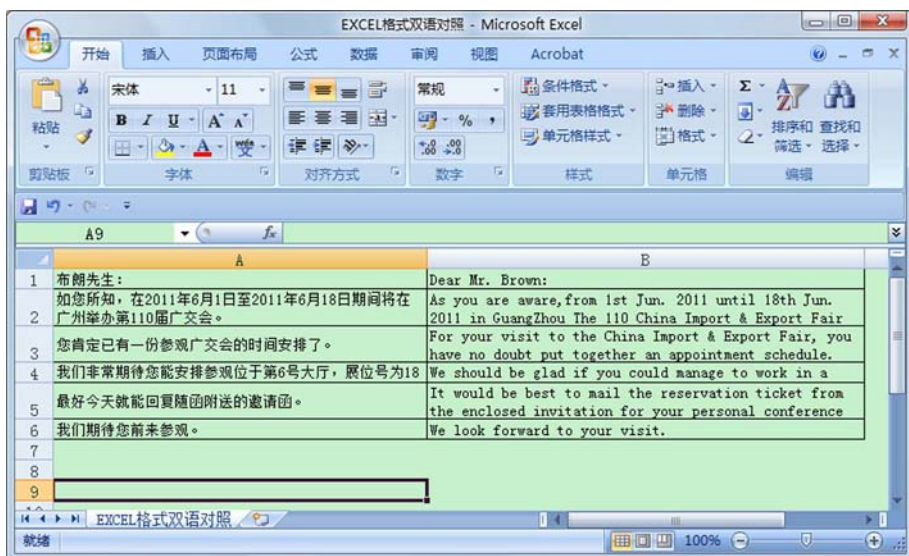 EXCEL格式双语对照 - Microsoft Excel
开始 插入 页面布局 公式 数据 审阅 视图 Acrobat
宋体 11 常规 条件格式 插入 Σ
粘贴 B I U A A % , 套用表格格式 删除 排序和 查找和
A 变 .00 .00 单元格样式 格式 筛选 选择
剪贴板 字体 对齐方式 数字 样式 单元格 编辑
A9 fx
A B
1 布朗先生: Dear Mr. Brown:
2 如您所知,在2011年6月1日至2011年6月18日期间将在 As you are aware,from 1st Jun. 2011 until 18th Jun.
广州举办第110届广交会。 2011 in GuangZhou The 110 China Import & Export Fair
3 您肯定已有一份参观广交会的时间安排了。 For your visit to the China Import & Export Fair, you
have no doubt put together an appointment schedule.
4 我们非常期待您能安排参观位于第6号大厅,展位号为18 We should be glad if you could manage to work in a
5 最好今天就能回复随函附送的邀请函。 It would be best to mail the reservation ticket from
the enclosed invitation for your personal conference
6 我们期待您前来参观。 We look forward to your visit.
7
8
9
EXCEL格式双语对照
就绪 100%